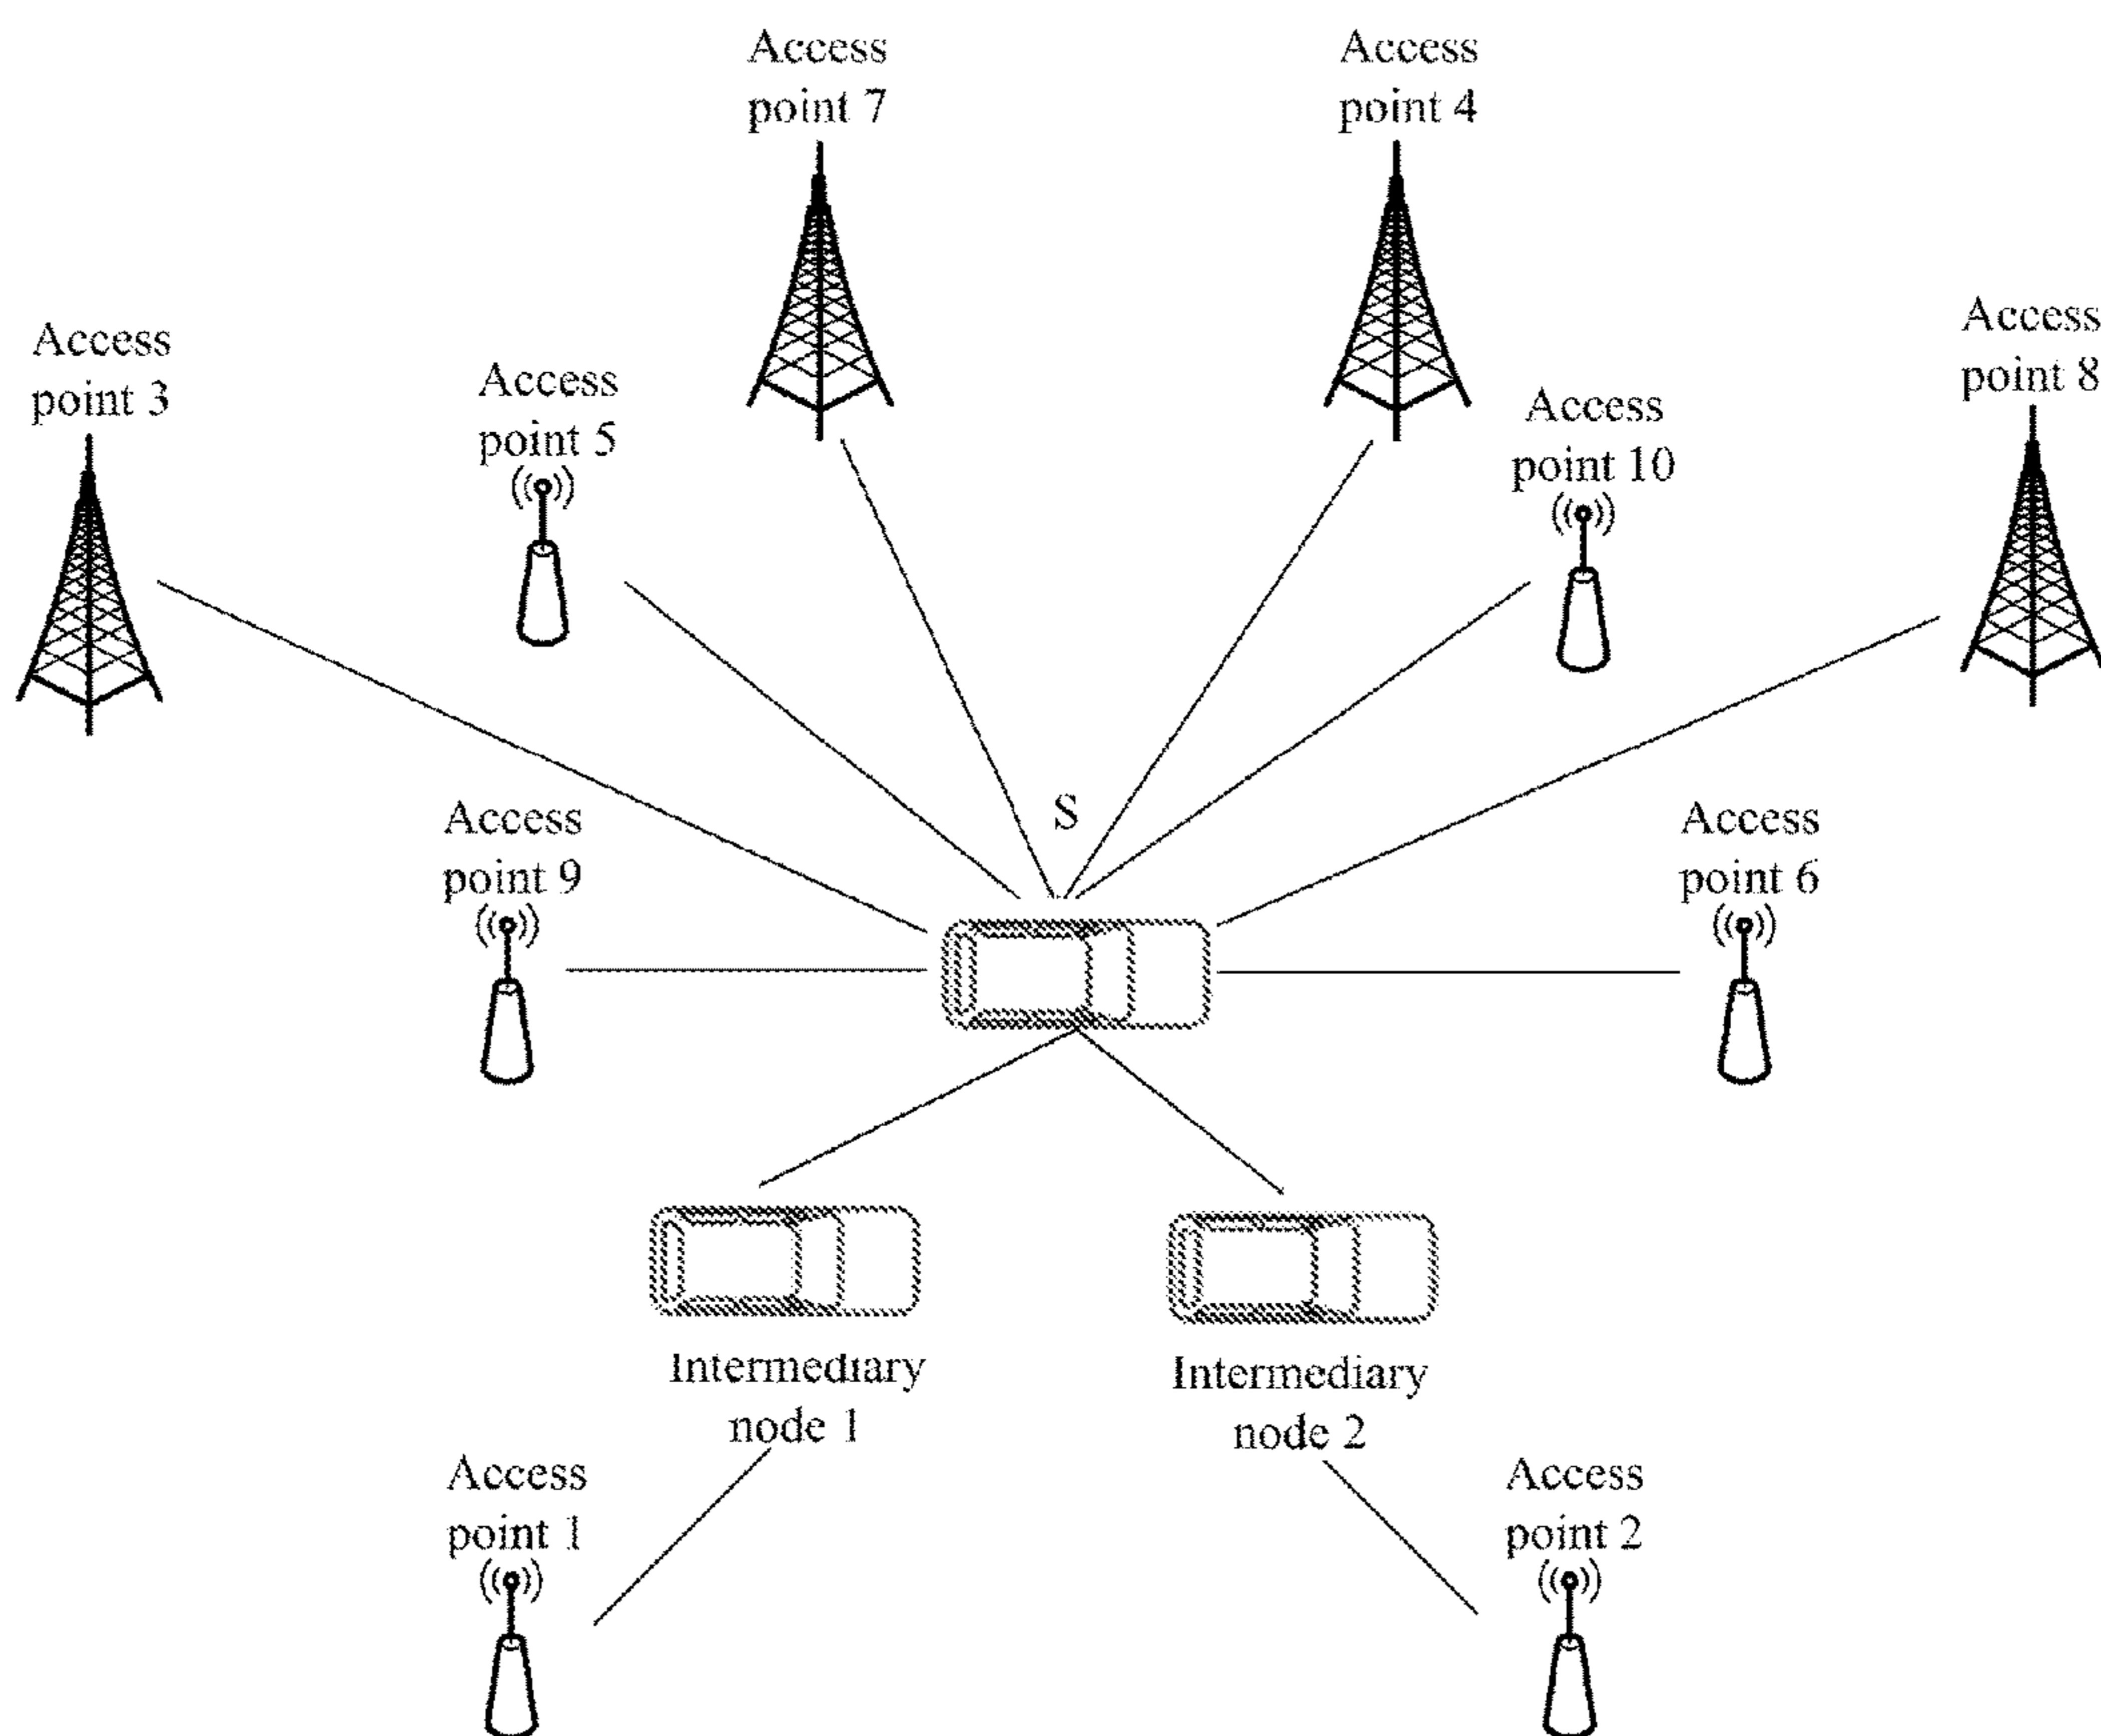 Access
point 7
Access
point 4
Access
point 3
Access
point 5
Access
point 10
Access
point 8
S
Access
point 9
Access
point 6
Intermediary
node 1
Intermediary
node 2
Access
point 1
Access
point 2